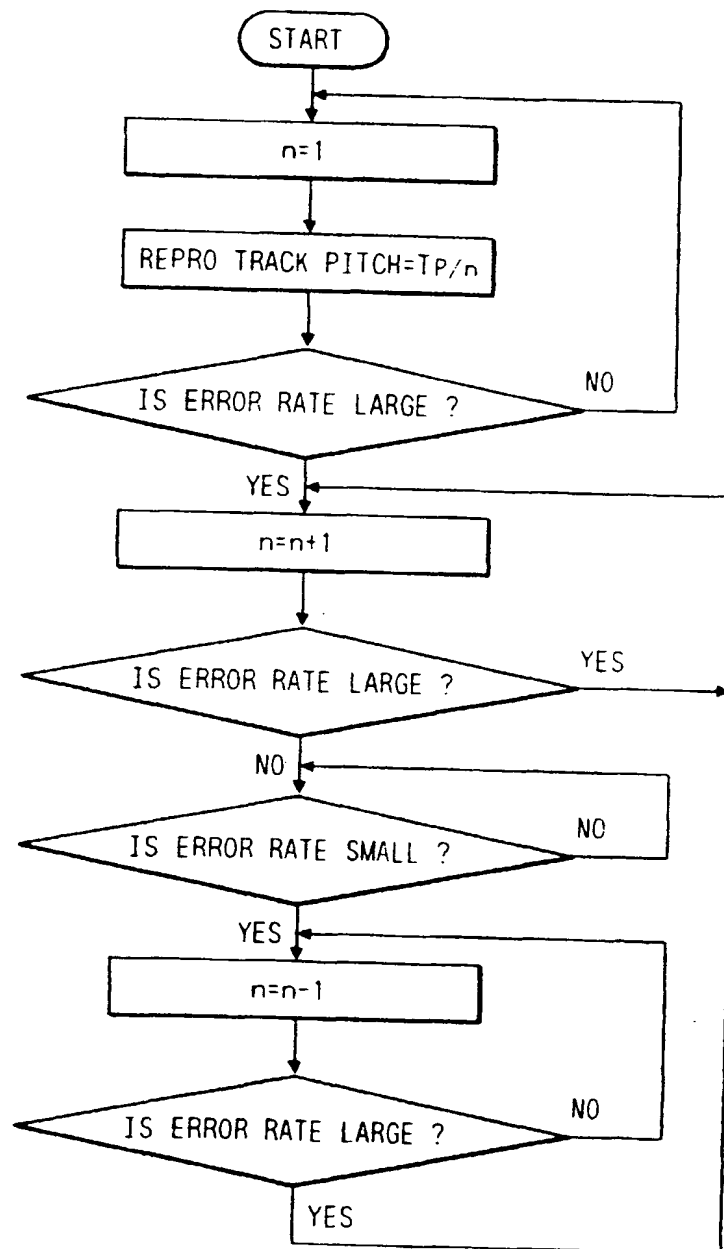 START
n=1
REPRO TRACK PITCH=TP/n
IS ERROR RATE LARGE ?
NO
YES
n=n+1
IS ERROR RATE LARGE ?
YES
NO
IS ERROR RATE SMALL ?
NO
YES
n=n-1
IS ERROR RATE LARGE ?
NO
YES